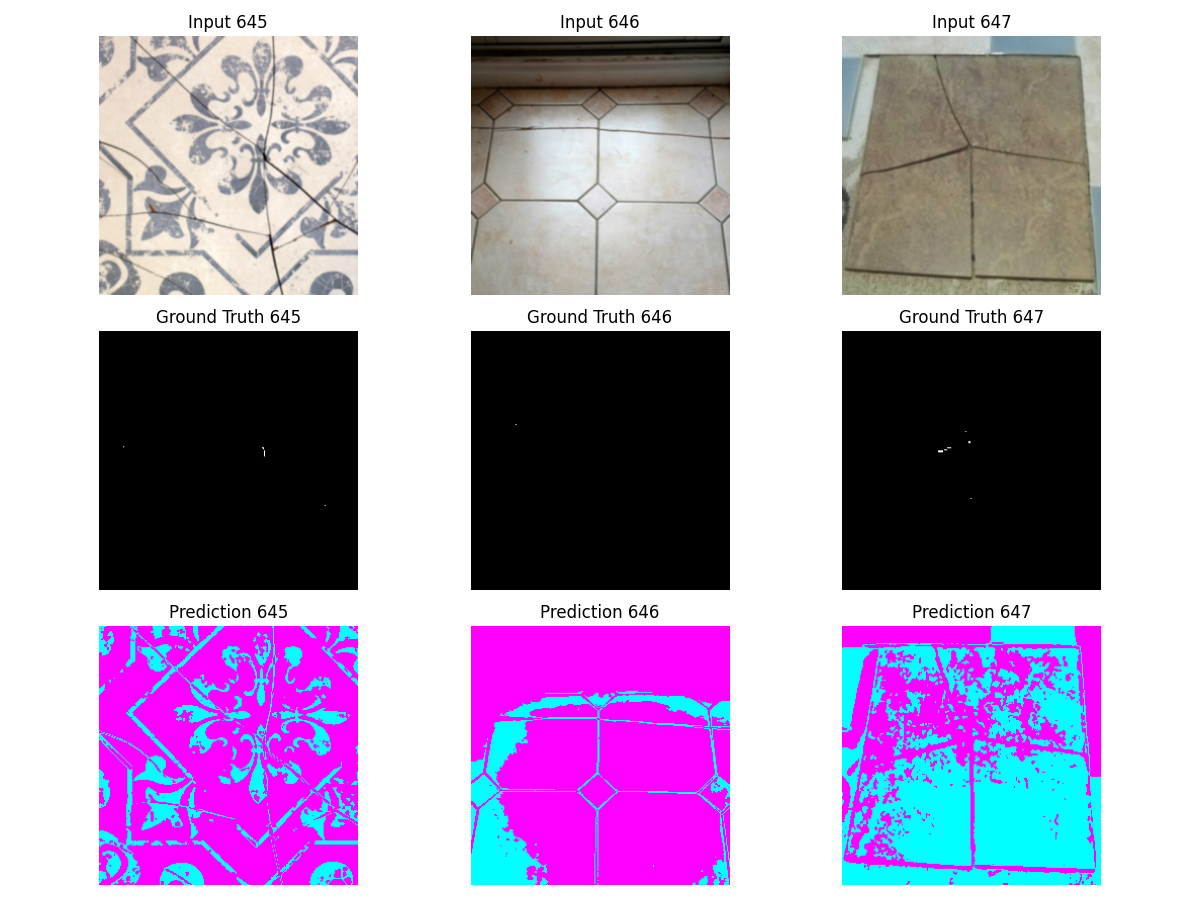 Input 645
Input 646
Input 647
Ground Truth 645
Ground Truth 646
Ground Truth 647
Prediction 645
Prediction 646
Prediction 647